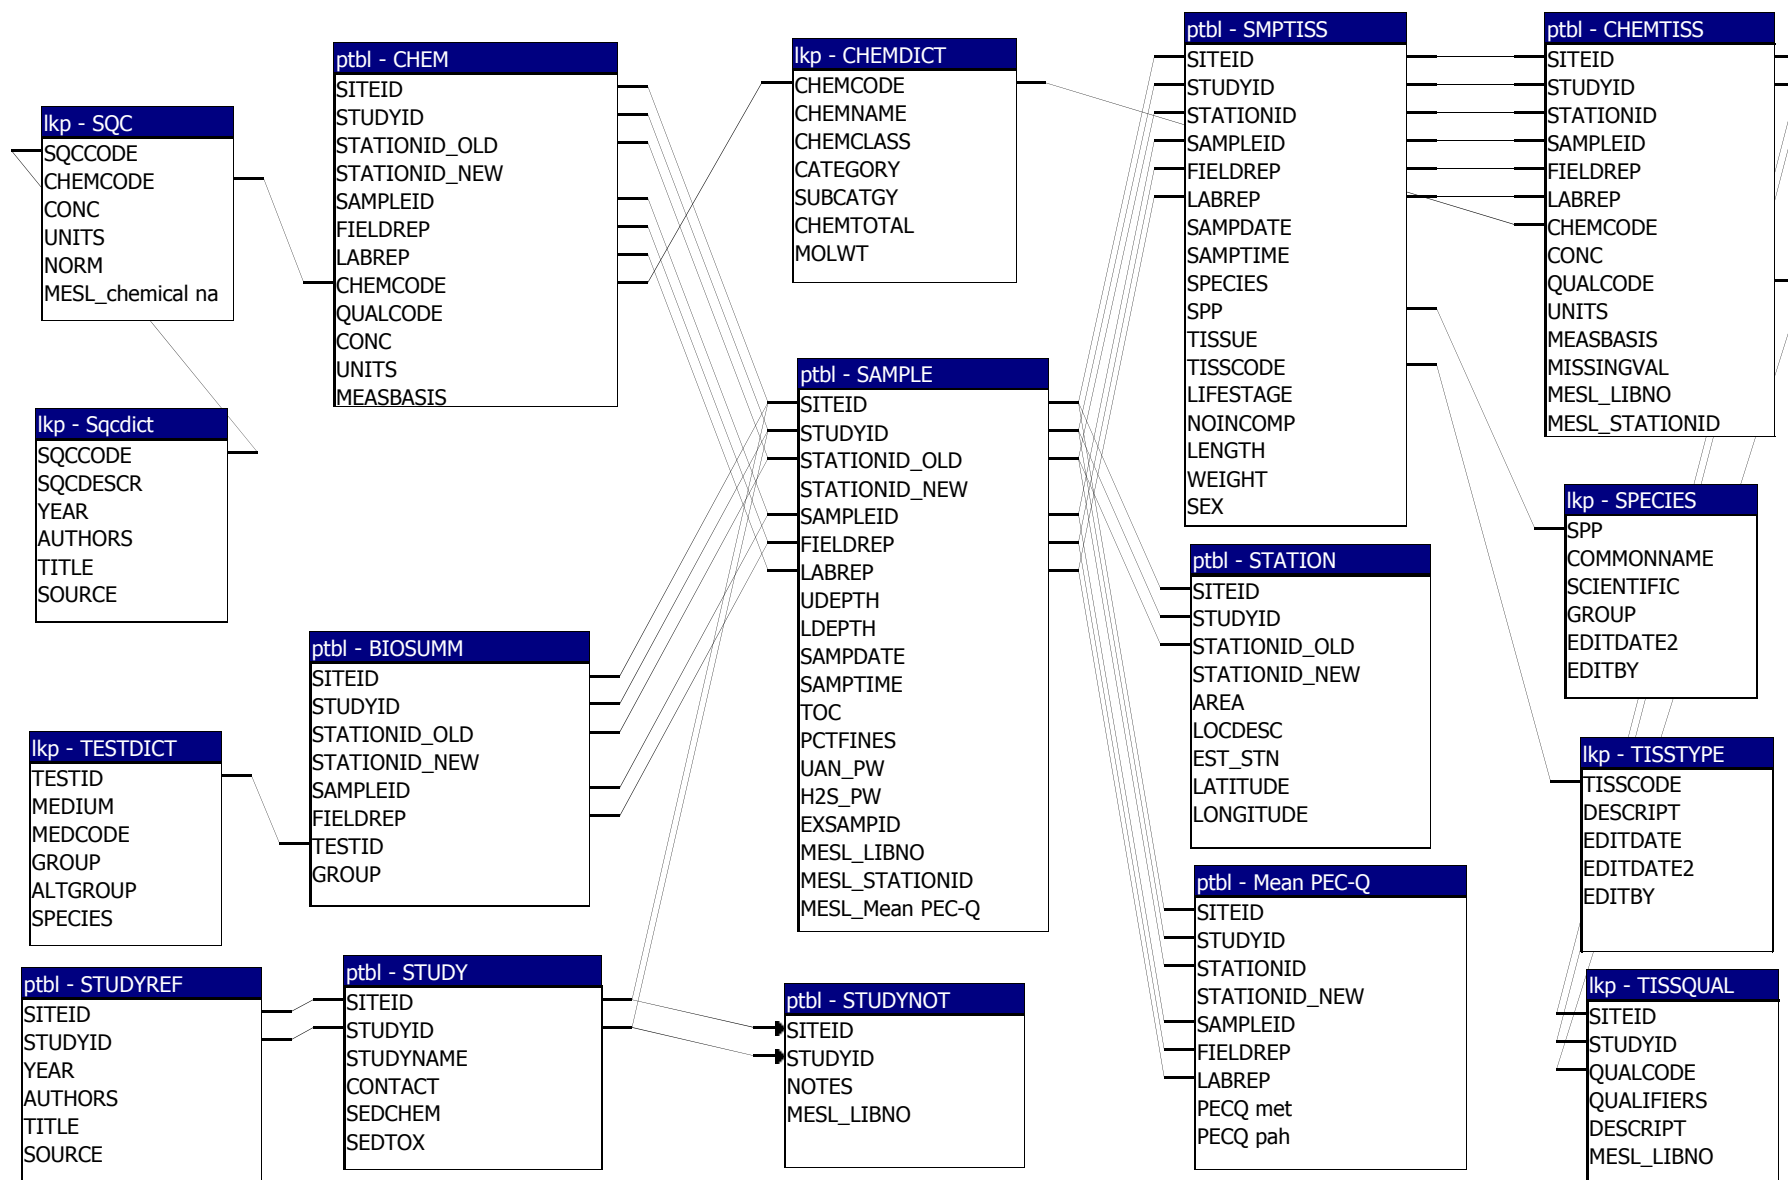 lkp - SQC
SQCCODE
CHEMCODE
CONC
UNITS
NORM
MESL_chemical na
lkp - Sqcdict
SQCCODE
SQCDESCR
YEAR
AUTHORS
TITLE
SOURCE
lkp - TESTDICT
TESTID
MEDIUM
MEDCODE
GROUP
ALTGROUP
SPECIES
ptbl - STUDYREF
SITEID
STUDYID
YEAR
AUTHORS
TITLE
SOURCE
ptbl - CHEM
SITEID
STUDYID
STATIONID_OLD
STATIONID_NEW
SAMPLEID
FIELDREP
LABREP
CHEMCODE
QUALCODE
CONC
UNITS
MEASBASIS
ptbl - BIOSUMM
SITEID
STUDYID
STATIONID_OLD
STATIONID_NEW
SAMPLEID
FIELDREP
TESTID
GROUP
ptbl - STUDY
SITEID
STUDYID
STUDYNAME
CONTACT
SEDCHEM
SEDTOX
lkp - CHEMDICT
CHEMCODE
CHEMNAME
CHEMCLASS
CATEGORY
SUBCATGY
CHEMTOTAL
MOLWT
ptbl - SAMPLE
SITEID
STUDYID
STATIONID_OLD
STATIONID_NEW
SAMPLEID
FIELDREP
LABREP
UDEPTH
LDEPTH
SAMPDATE
SAMPTIME
TOC
PCTFINES
UAN_PW
H2S_PW
EXSAMPID
MESL_LIBNO
MESL_STATIONID
MESL_Mean PEC-Q
ptbl - STUDYNOT
SITEID
STUDYID
NOTES
MESL_LIBNO
ptbl - SMPTISS
SITEID
STUDYID
STATIONID
SAMPLEID
FIELDREP
LABREP
SAMPDATE
SAMPTIME
SPECIES
SPP
TISSUE
TISSCODE
LIFESTAGE
NOINCOMP
LENGTH
WEIGHT
SEX
ptbl - STATION
SITEID
STUDYID
STATIONID_OLD
STATIONID_NEW
AREA
LOCDESC
EST_STN
LATITUDE
LONGITUDE
ptbl - Mean PEC-Q
SITEID
STUDYID
STATIONID
STATIONID_NEW
SAMPLEID
FIELDREP
LABREP
PECQ met
PECQ pah
ptbl - CHEMTISS
SITEID
STUDYID
STATIONID
SAMPLEID
FIELDREP
LABREP
CHEMCODE
CONC
QUALCODE
UNITS
MEASBASIS
MISSINGVAL
MESL_LIBNO
MESL_STATIONID
lkp - SPECIES
SPP
COMMONNAME
SCIENTIFIC
GROUP
EDITDATE2
EDITBY
lkp - TISSTYPE
TISSCODE
DESCRIPT
EDITDATE
EDITDATE2
EDITBY
lkp - TISSQUAL
SITEID
STUDYID
QUALCODE
QUALIFIERS
DESCRIPT
MESL_LIBNO